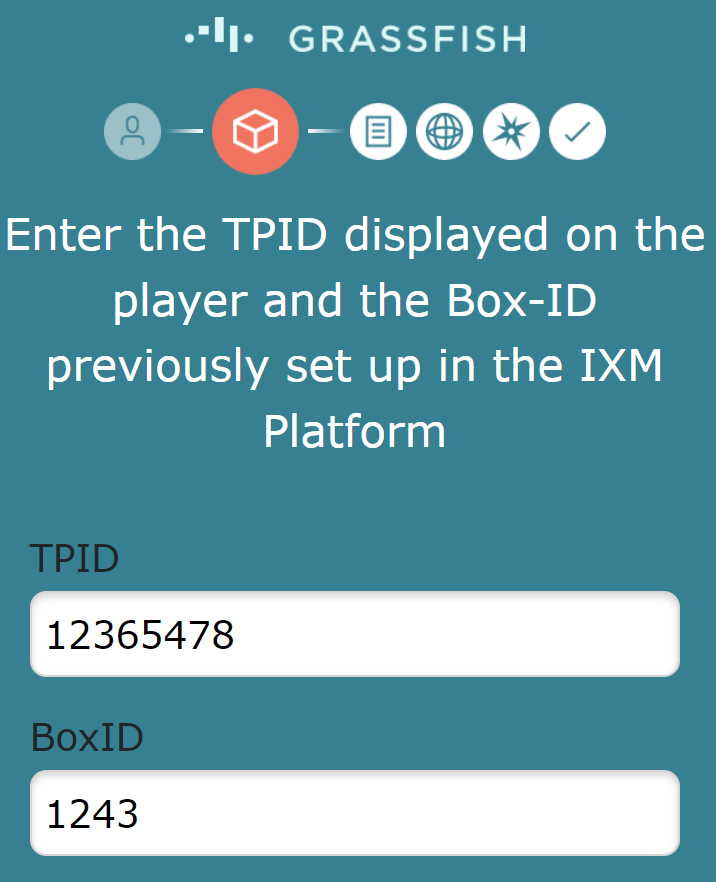 GRASSFISH
Enter the TPID displayed on the
player and the Box-ID
previously set up in the IXM
Platform
TPID
12365478
BoxID
1243